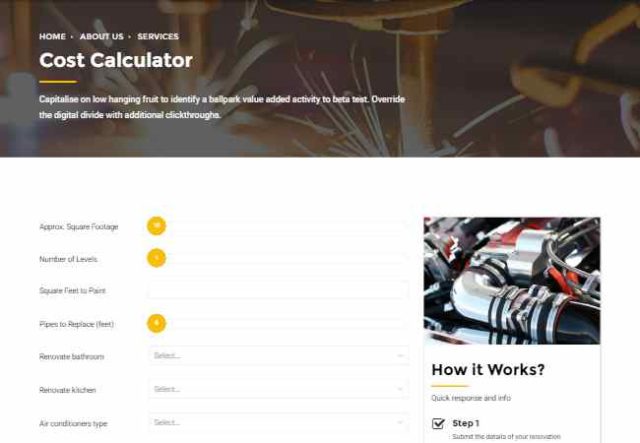 HOME • ABOUT US • SERVICES
Cost Calculator
Capitalise on low hanging fruit to identify a ballpark value added activity to beta test. Override
the digital divide with additional clickthroughs.
Approx. Square Footage
Number of Levels
Square Feet to Paint
Pipes to Replace (feet)
Renovate bathroom Select...
Renovate kitchen Select...
Air conditioners type Select...
How it Works?
Quick response and info
Step 1
Submit the details of your renovation